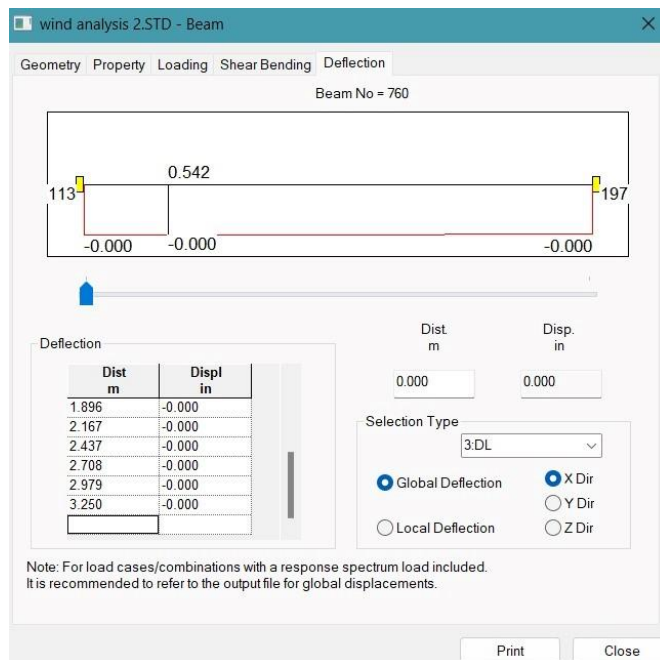 wind analysis 2.STD - Beam
Geometry Property Loading Shear Bending Deflection
Beam No = 760
0.542
113 197
-0.000 -0.000 -0.000
Dist. Disp.
m in
Deflection
Dist Displ
m in
0.000 0.000
1.896 -0.000
2.167 -0.000
2.437 -0.000
2.708 -0.000
2.979 -0.000
3.250 -0.000
Selection Type
3:DL
Global Deflection X Dir
Y Dir
Local Deflection Z Dir
Note: For load cases/combinations with a response spectrum load included.
It is recommended to refer to the output file for global displacements.
Print Close